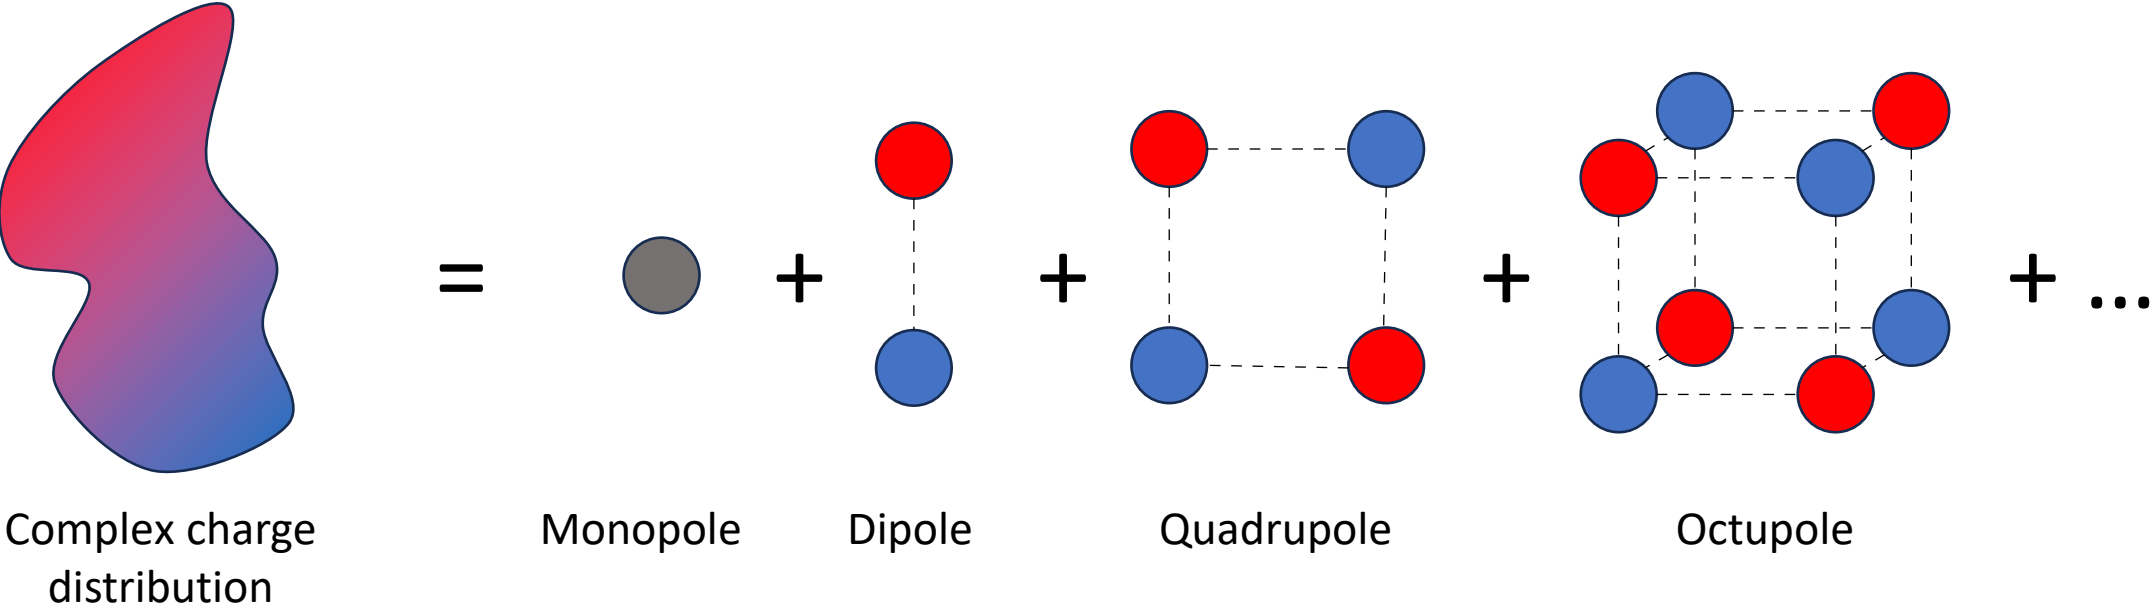 = + + + + ...
Complex charge
distribution
Monopole
Dipole
Quadrupole
Octupole